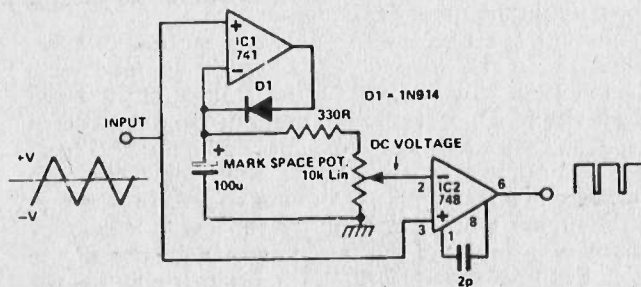 IC1
741
+
−
D1
D1 = 1N914
330R
INPUT
DC VOLTAGE
+
MARK SPACE POT.
10k Lin
100u
+V
−V
2
−
IC2
748
6
3
+
1
8
2p